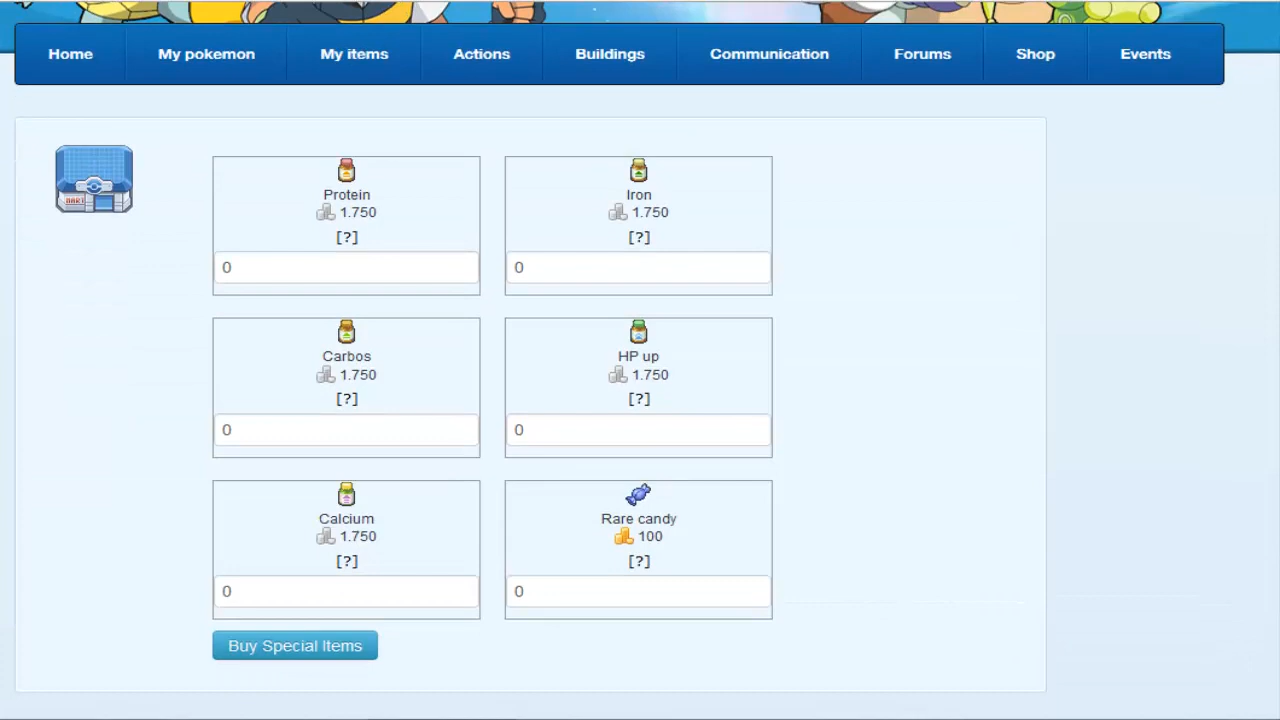 Home My pokemon My items Actions Buildings Communication Forums Shop Events
Protein
1.750
[?]
0
Iron
1.750
[?]
0
Carbos
1.750
[?]
0
HP up
1.750
[?]
0
Calcium
1.750
[?]
0
Rare candy
100
[?]
0
Buy Special Items